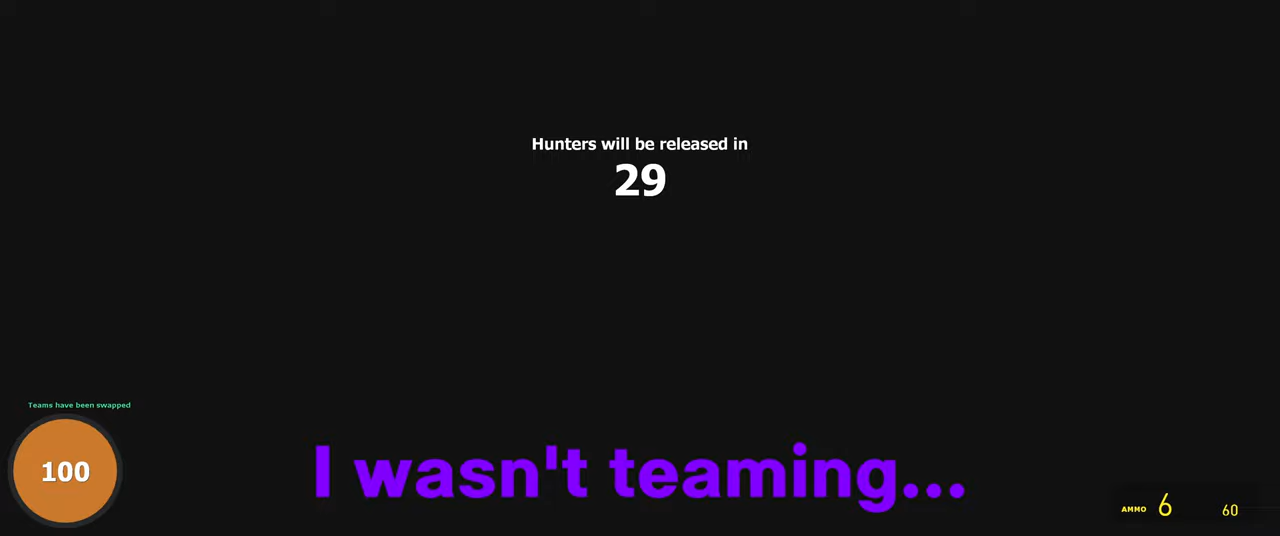 Hunters will be released in
29
Teams have been swapped
100
I wasn't teaming...
AMMO 6 60